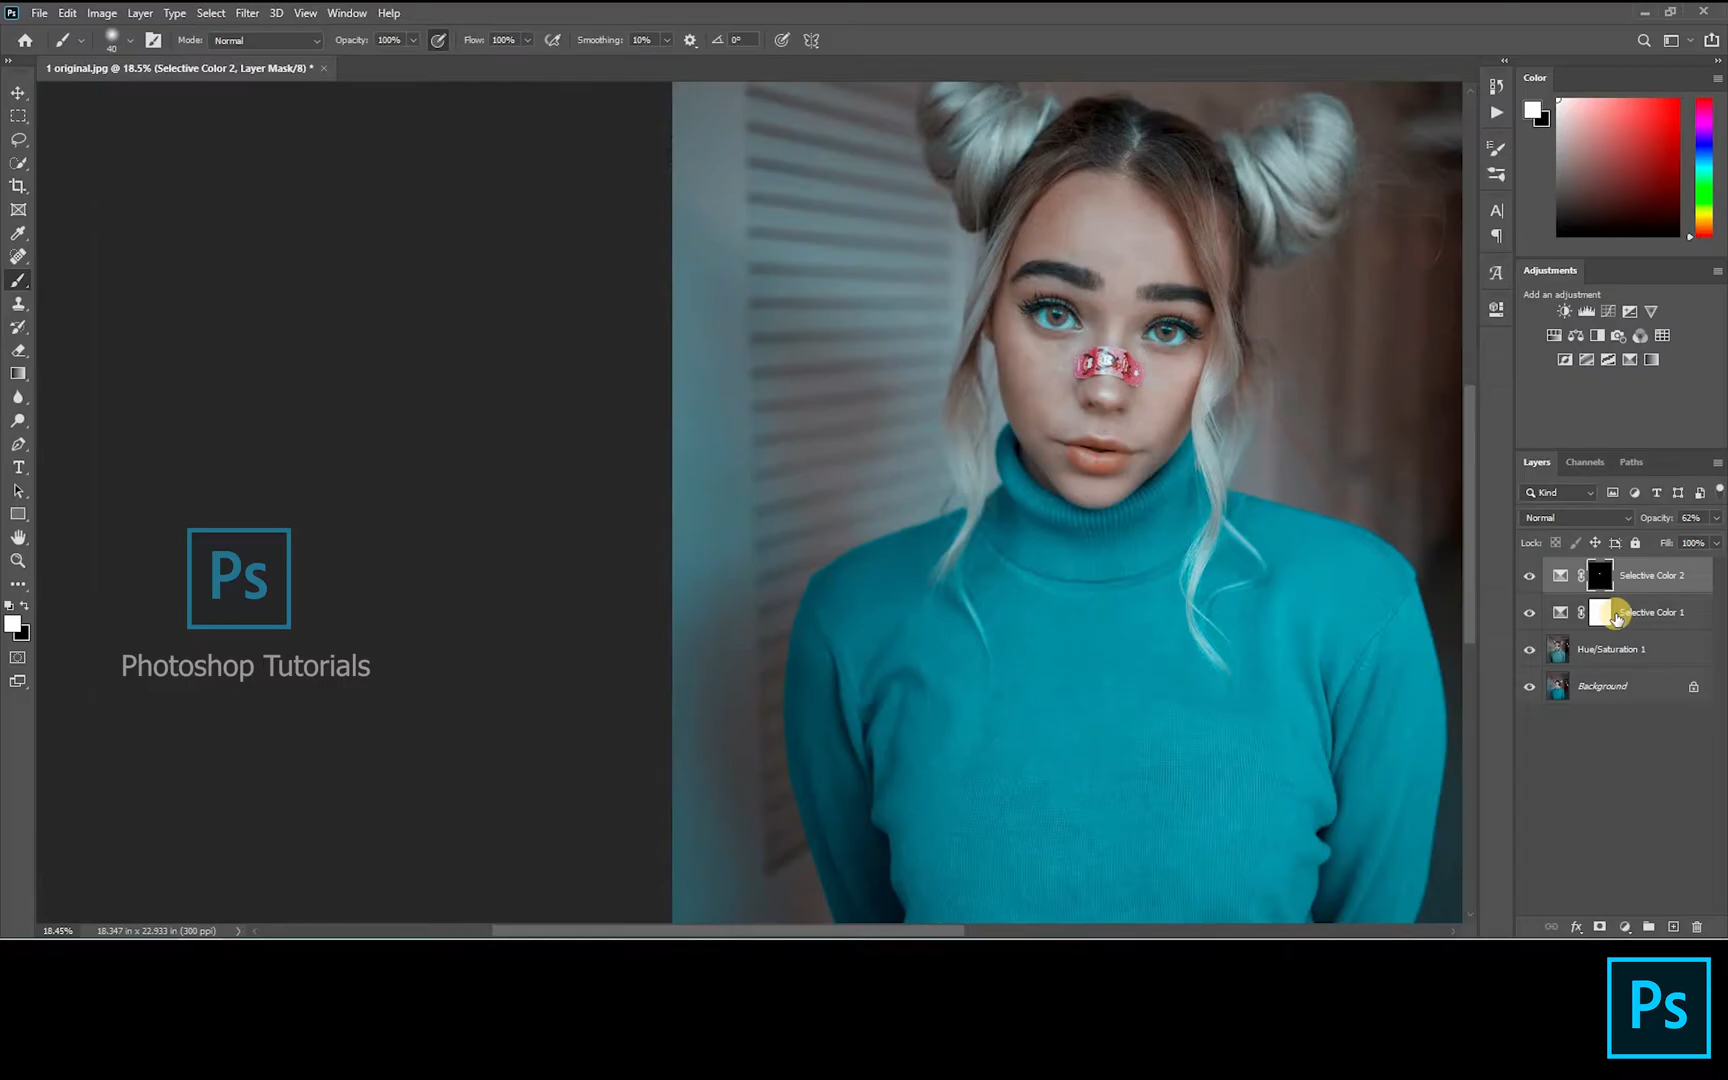 Ps File Edit Image Layer Type Select Filter 3D View Window Help
40 Mode: Normal Opacity: 100% Flow: 100% Smoothing: 10% 0°
1 original.jpg @ 18.5% (Selective Color 2, Layer Mask/8) * ×
Color
Adjustments
Add an adjustment
Layers Channels Paths
Kind
Normal Opacity: 62%
Lock: Fill: 100%
Selective Color 2
Selective Color 1
Hue/Saturation 1
Background
Ps
Photoshop Tutorials
18.45% 18.347 in x 22.933 in (300 ppi)
Ps